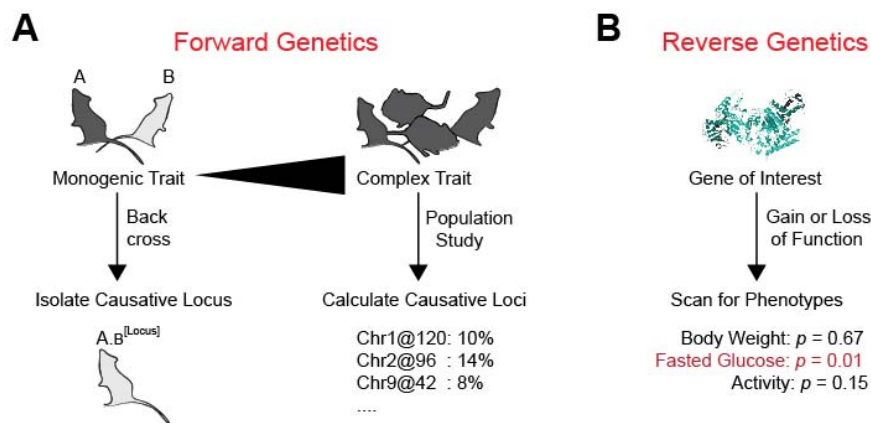 A
Forward Genetics
A
B
Monogenic Trait
Complex Trait
Back
cross
Population
Study
Isolate Causative Locus
Calculate Causative Loci
A.B[Locus]
Chr1@120: 10%
Chr2@96 : 14%
Chr9@42 : 8%
....
B
Reverse Genetics
Gene of Interest
Gain or Loss
of Function
Scan for Phenotypes
Body Weight: p = 0.67
Fasted Glucose: p = 0.01
Activity: p = 0.15